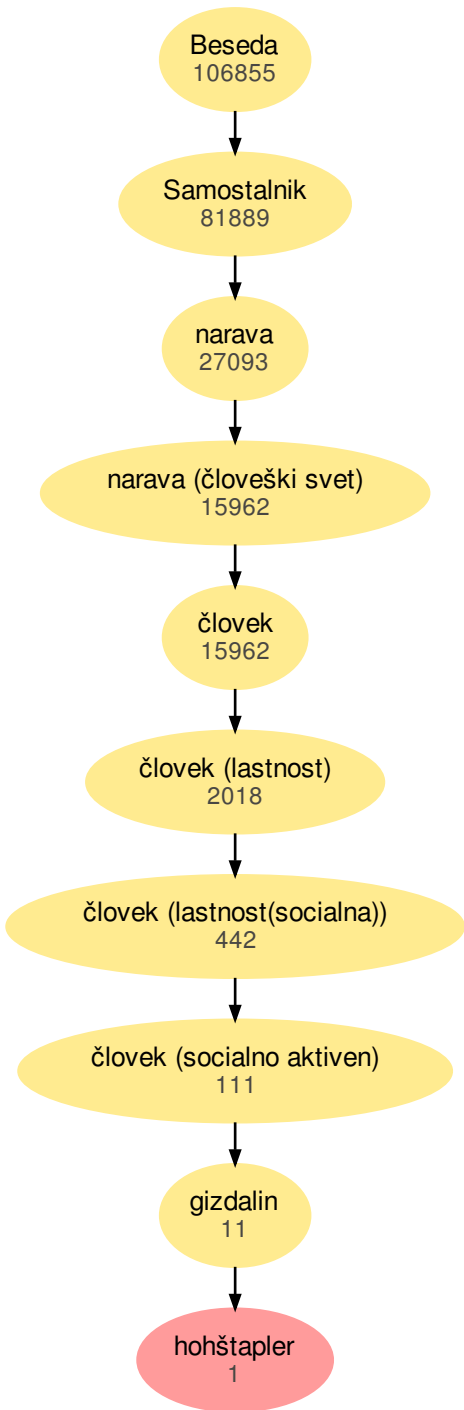 Beseda
106855
Samostalnik
81889
narava
27093
narava (človeški svet)
15962
človek
15962
človek (lastnost)
2018
človek (lastnost(socialna))
442
človek (socialno aktiven)
111
gizdalin
11
hohštapler
1